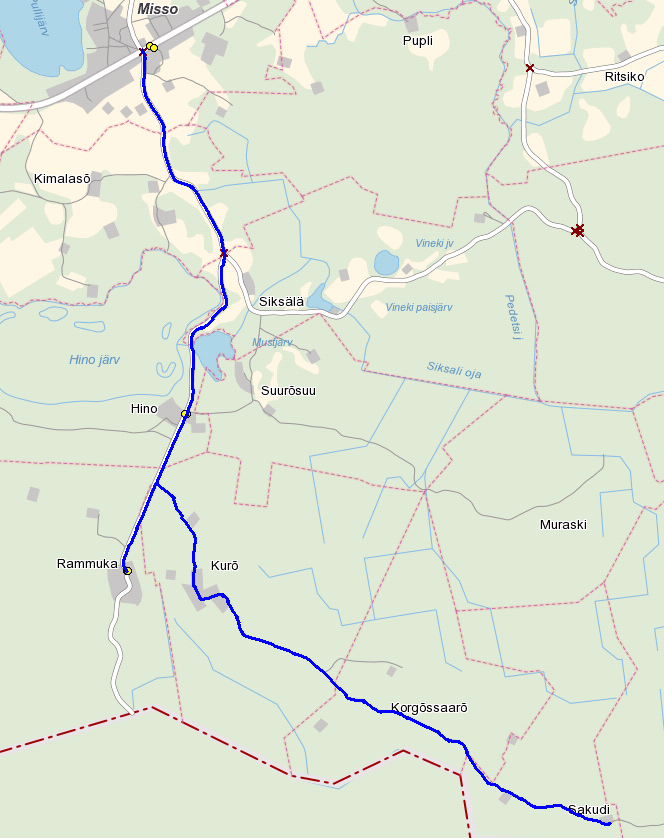 Misso
Pullijärv
Pupli
Ritsiko
Kimalasõ
Vineki jv
Siksälä
Vineki paisjärv
Pedetsi j
Mustjärv
Hino järv
Siksali oja
Suurõsuu
Hino
Muraski
Rammuka
Kurõ
Korgõssaarõ
Sakudi